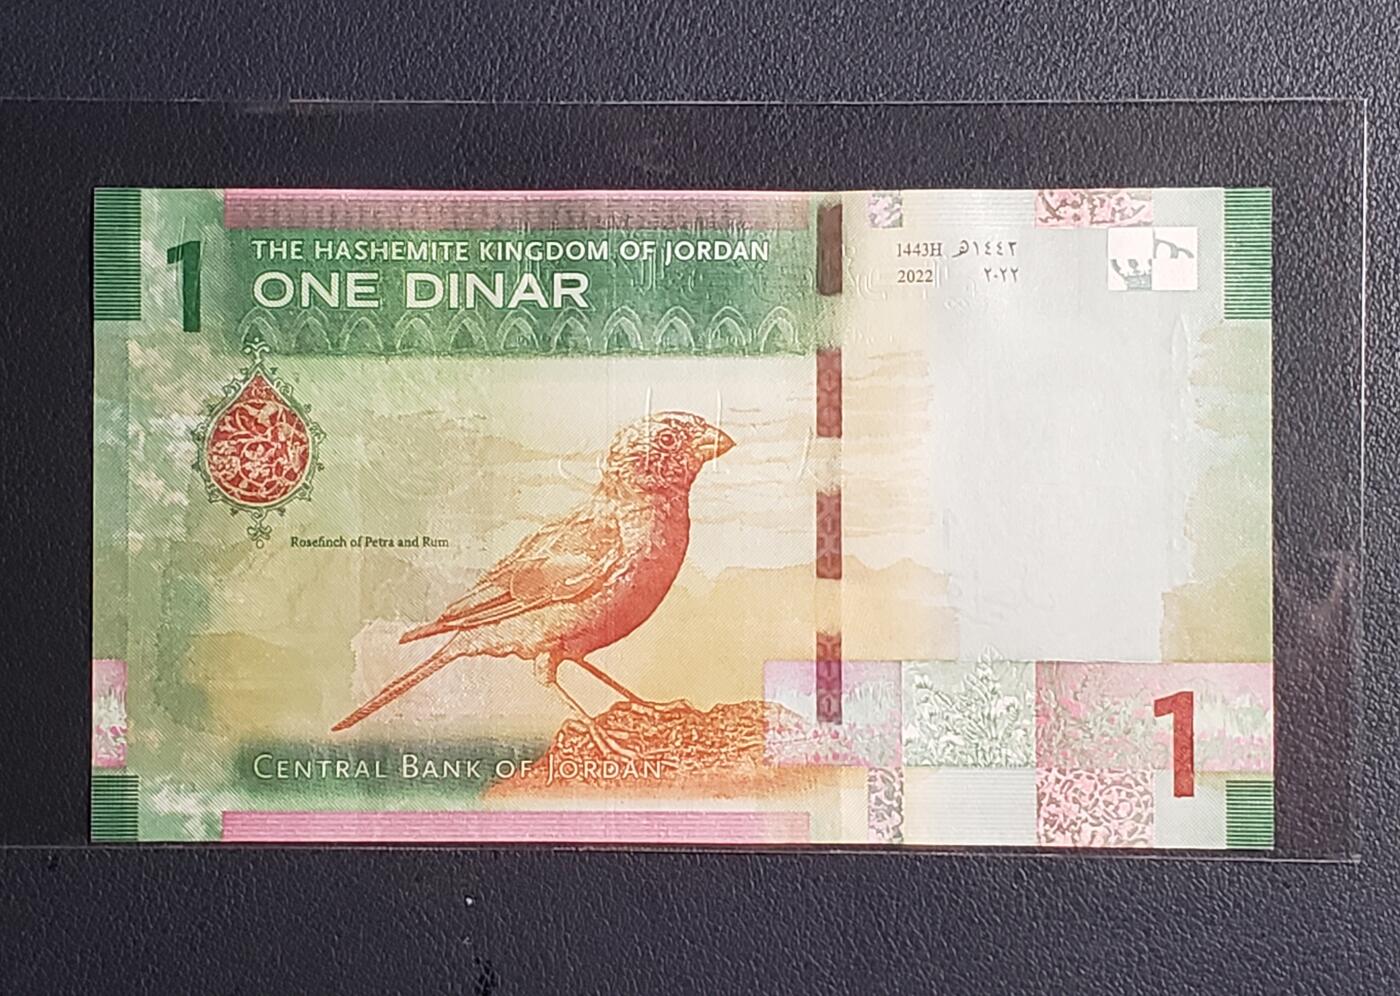 1
THE HASHEMITE KINGDOM OF JORDAN
ONE DINAR
1443H ١٤٤٣هـ
2022 ٢٠٢٢
Rosefinch of Petra and Rum
CENTRAL BANK OF JORDAN
1